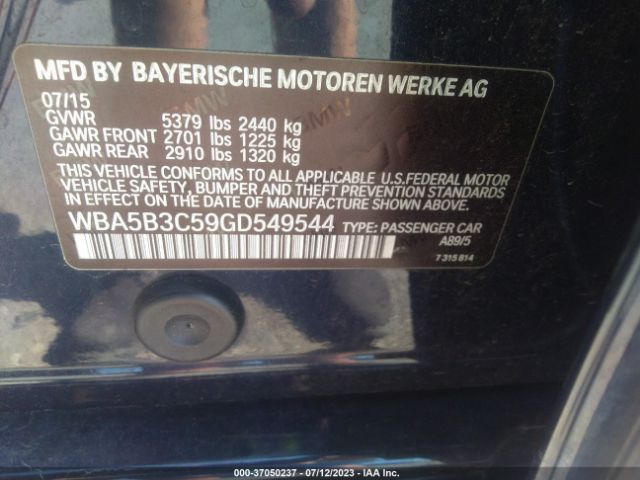 MFD BY BAYERISCHE MOTOREN WERKE AG
07/15
GVWR 5379 lbs 2440 kg
GAWR FRONT 2701 lbs 1225 kg
GAWR REAR 2910 lbs 1320 kg
THIS VEHICLE CONFORMS TO ALL APPLICABLE U.S.FEDERAL MOTOR
VEHICLE SAFETY, BUMPER AND THEFT PREVENTION STANDARDS
IN EFFECT ON THE DATE OF MANUFACTURE SHOWN ABOVE.
WBA5B3C59GD549544 TYPE: PASSENGER CAR
A89/5
7 315 814
000-37050237 - 07/12/2023 - IAAI.com